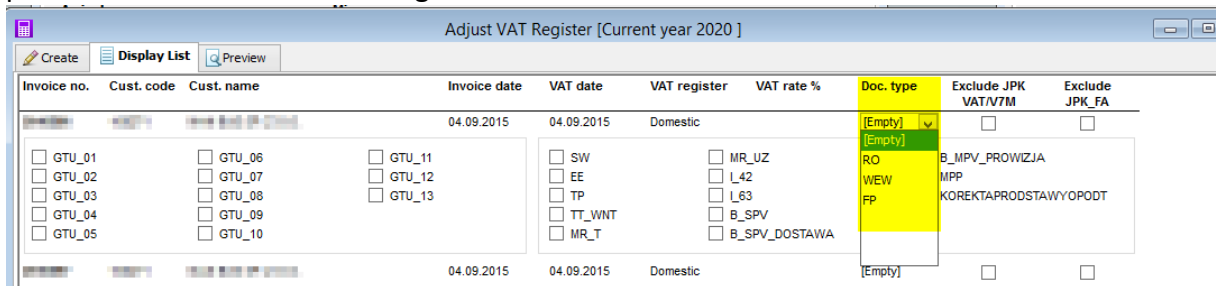 Adjust VAT Register [Current year 2020 ]
Create Display List Preview
Invoice no. Cust. code Cust. name Invoice date VAT date VAT register VAT rate % Doc. type Exclude JPK Exclude
VAT/V7M JPK_FA
04.09.2015 04.09.2015 Domestic [Empty]
[Empty]
GTU_01 GTU_06 GTU_11 SW MR_UZ RO B_MPV_PROWIZJA
GTU_02 GTU_07 GTU_12 EE I_42 WEW MPP
GTU_03 GTU_08 GTU_13 TP I_63 FP KOREKTAPRODSTAWYOPODT
GTU_04 GTU_09 TT_WNT B_SPV
GTU_05 GTU_10 MR_T B_SPV_DOSTAWA
04.09.2015 04.09.2015 Domestic [Empty]